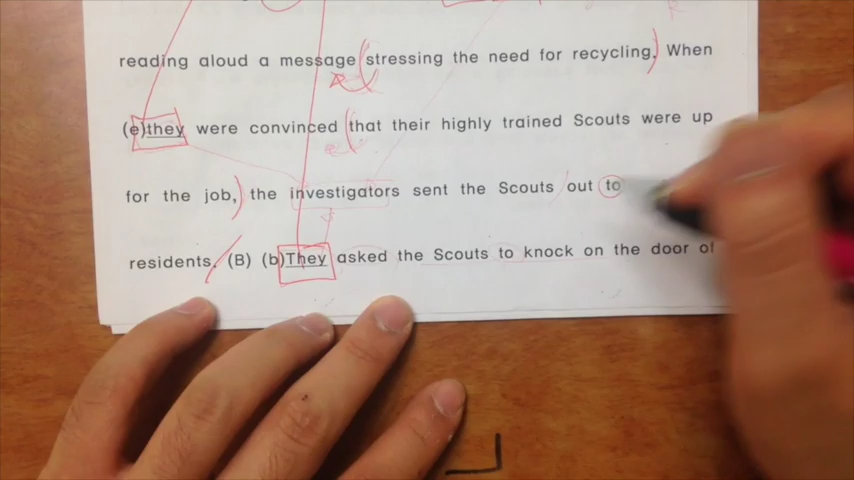 reading aloud a message stressing the need for recycling. When
(e)they were convinced that their highly trained Scouts were up
for the job, the investigators sent the Scouts out to
residents. (B) (b)They asked the Scouts to knock on the door of